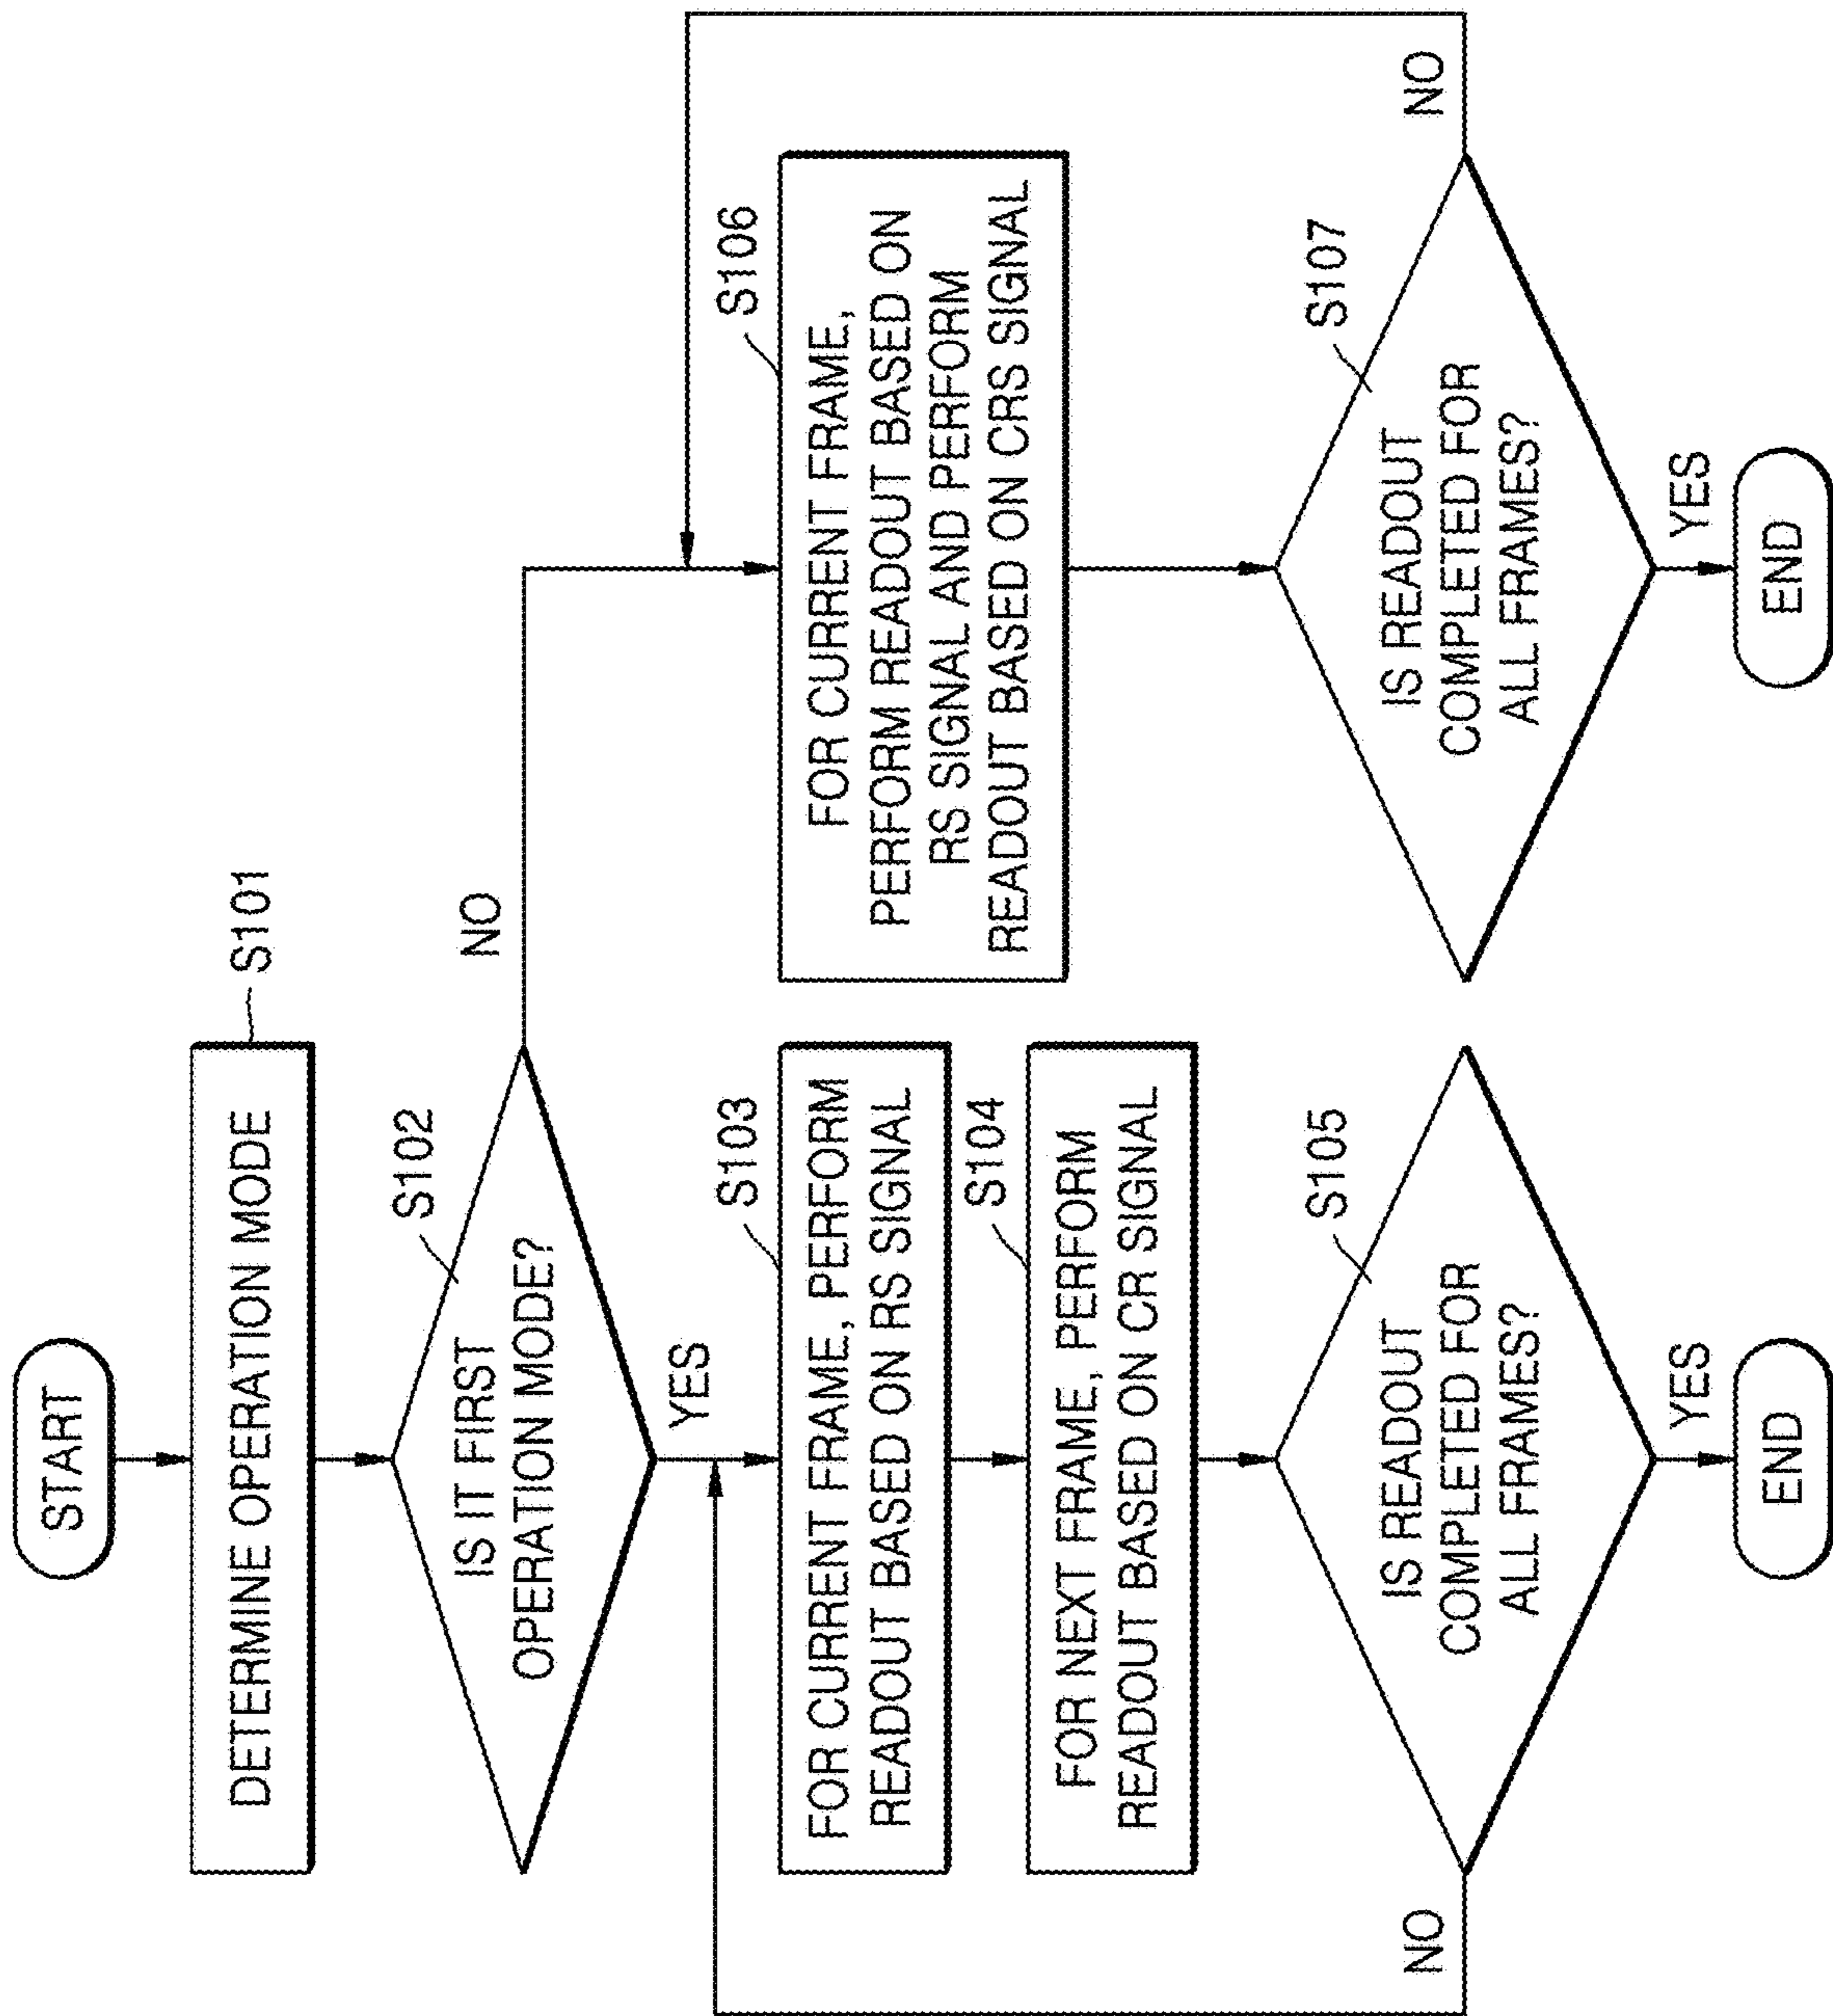 START
DETERMINE OPERATION MODE
S101
IS IT FIRST
OPERATION MODE?
S102
NO
YES
FOR CURRENT FRAME, PERFORM
READOUT BASED ON RS SIGNAL
S103
FOR NEXT FRAME, PERFORM
READOUT BASED ON CR SIGNAL
S104
IS READOUT
COMPLETED FOR
ALL FRAMES?
S105
NO
YES
END
FOR CURRENT FRAME,
PERFORM READOUT BASED ON
RS SIGNAL AND PERFORM
READOUT BASED ON CRS SIGNAL
S106
IS READOUT
COMPLETED FOR
ALL FRAMES?
S107
NO
YES
END